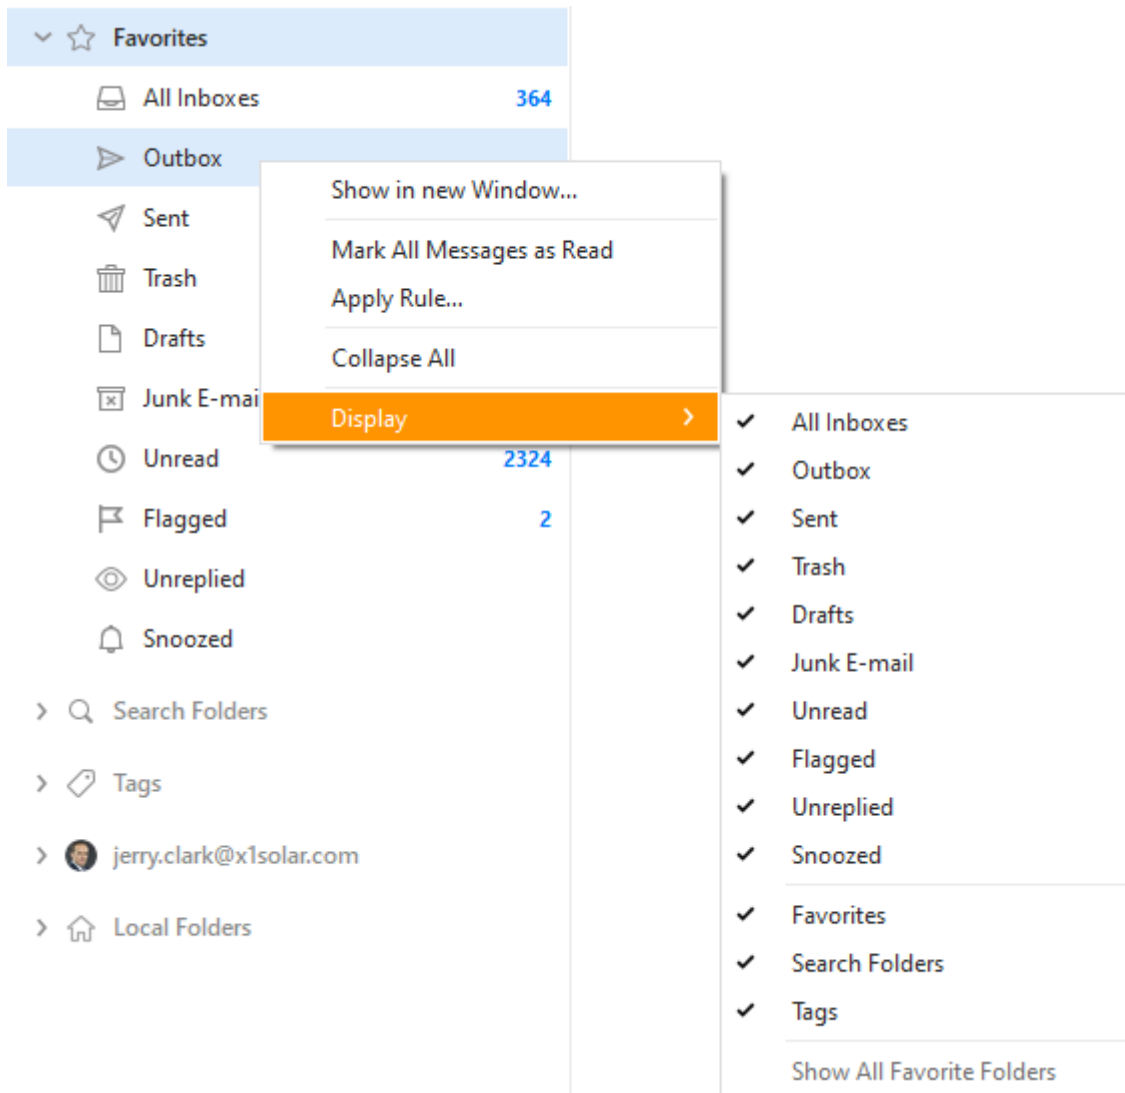 Favorites
All Inboxes 364
Outbox
Sent
Trash
Drafts
Junk E-mai
Unread 2324
Flagged 2
Unreplied
Snoozed
Search Folders
Tags
jerry.clark@x1solar.com
Local Folders
Show in new Window...
Mark All Messages as Read
Apply Rule...
Collapse All
Display
All Inboxes
Outbox
Sent
Trash
Drafts
Junk E-mail
Unread
Flagged
Unreplied
Snoozed
Favorites
Search Folders
Tags
Show All Favorite Folders